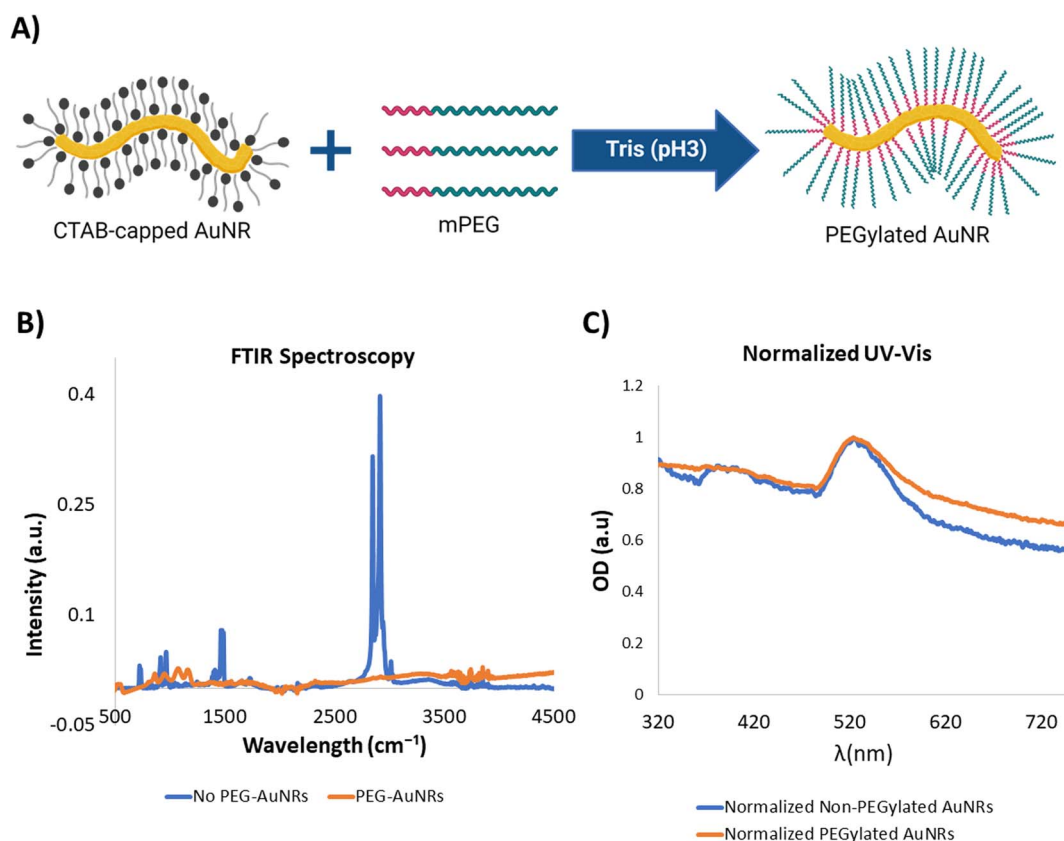 A)
CTAB-capped AuNR
+
mPEG
Tris (pH3)
PEGylated AuNR
B)
FTIR Spectroscopy
Intensity (a.u.)
0.4
0.25
0.1
-0.05
500 1500 2500 3500 4500
Wavelength (cm⁻¹)
No PEG-AuNRs PEG-AuNRs
C)
Normalized UV-Vis
OD (a.u)
1.2
1
0.8
0.6
0.4
0.2
0
320 420 520 620 720
λ(nm)
Normalized Non-PEGylated AuNRs
Normalized PEGylated AuNRs